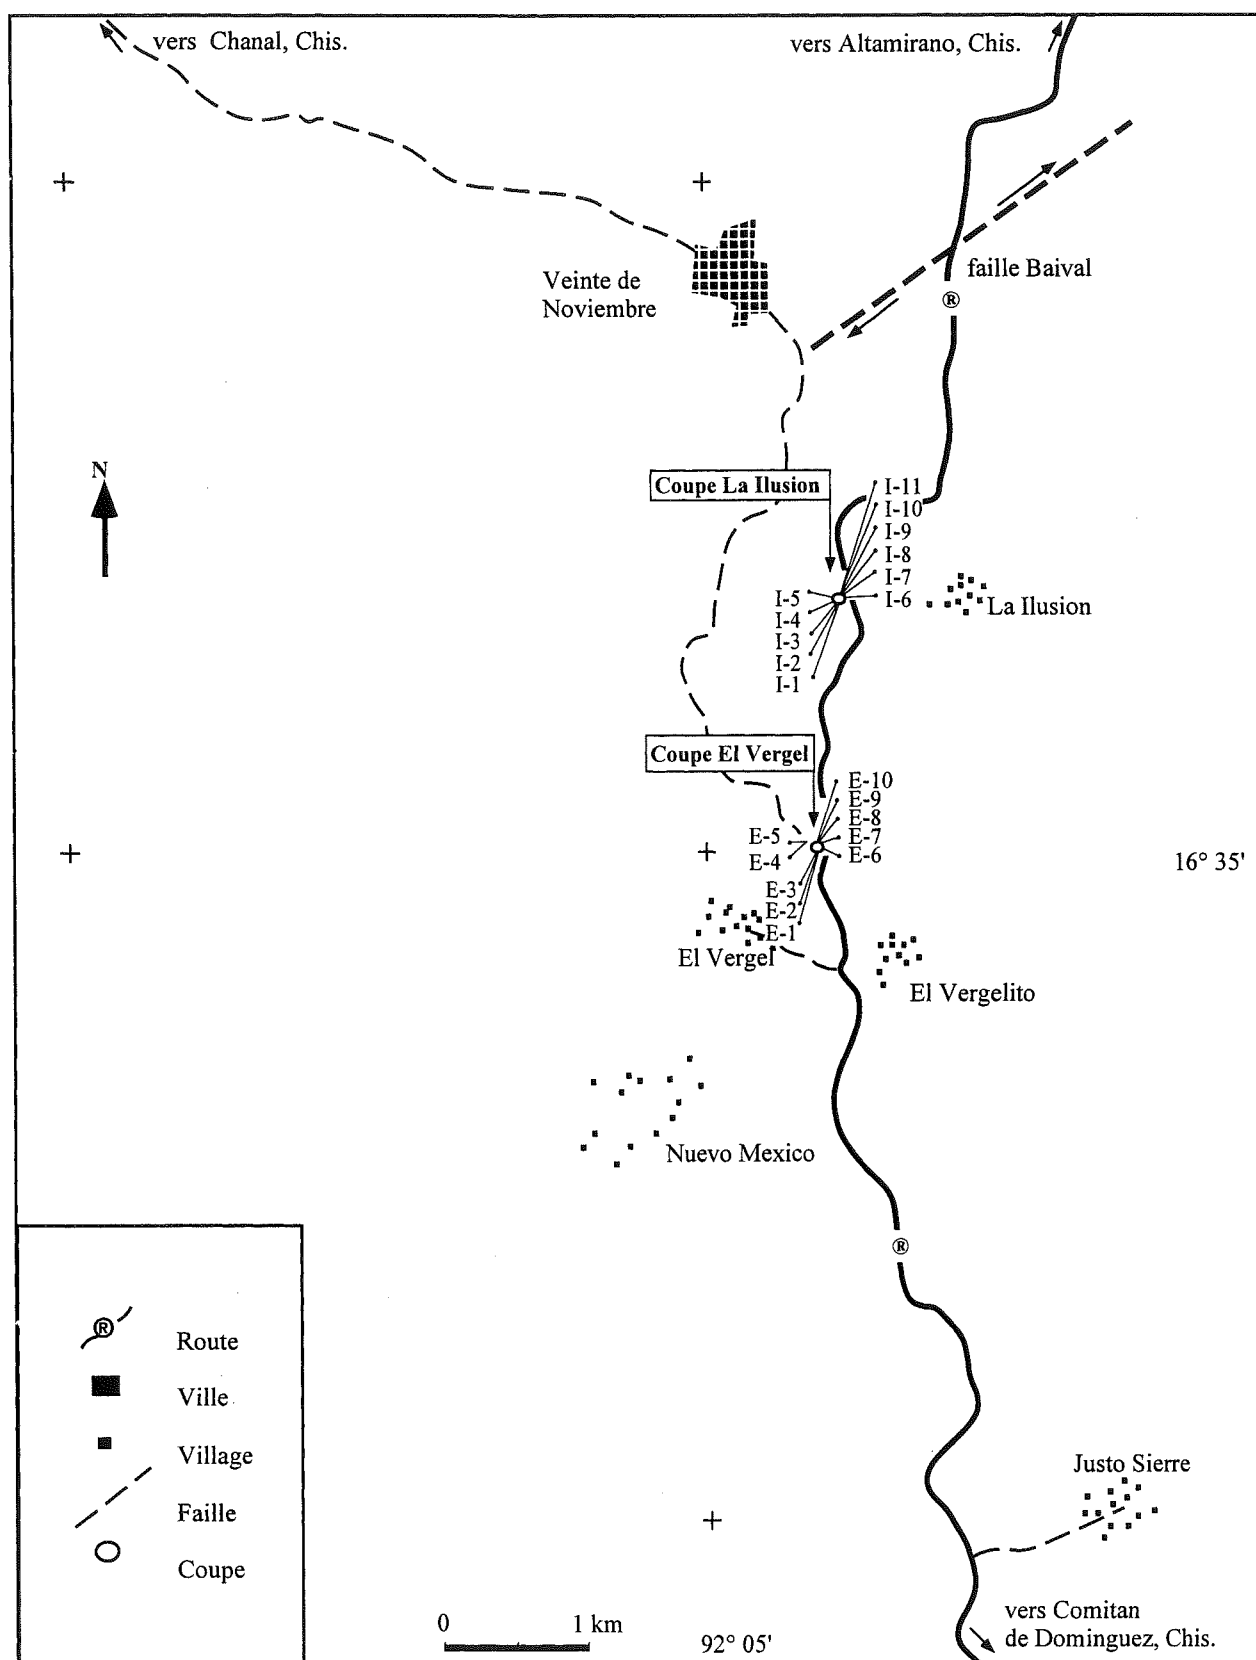 vers Chanal, Chis.
vers Altamirano, Chis.
faille Baival
Veinte de
Noviembre
®
N
Coupe La Ilusion
I-11
I-10
I-9
I-8
I-7
I-6
I-5
I-4
I-3
I-2
I-1
La Ilusion
Coupe El Vergel
E-10
E-9
E-8
E-7
E-6
E-5
E-4
E-3
E-2
E-1
16° 35'
El Vergel
El Vergelito
Nuevo Mexico
®
® Route
Ville
Village
Faille
Coupe
Justo Sierre
0 1 km
92° 05'
vers Comitan
de Dominguez, Chis.